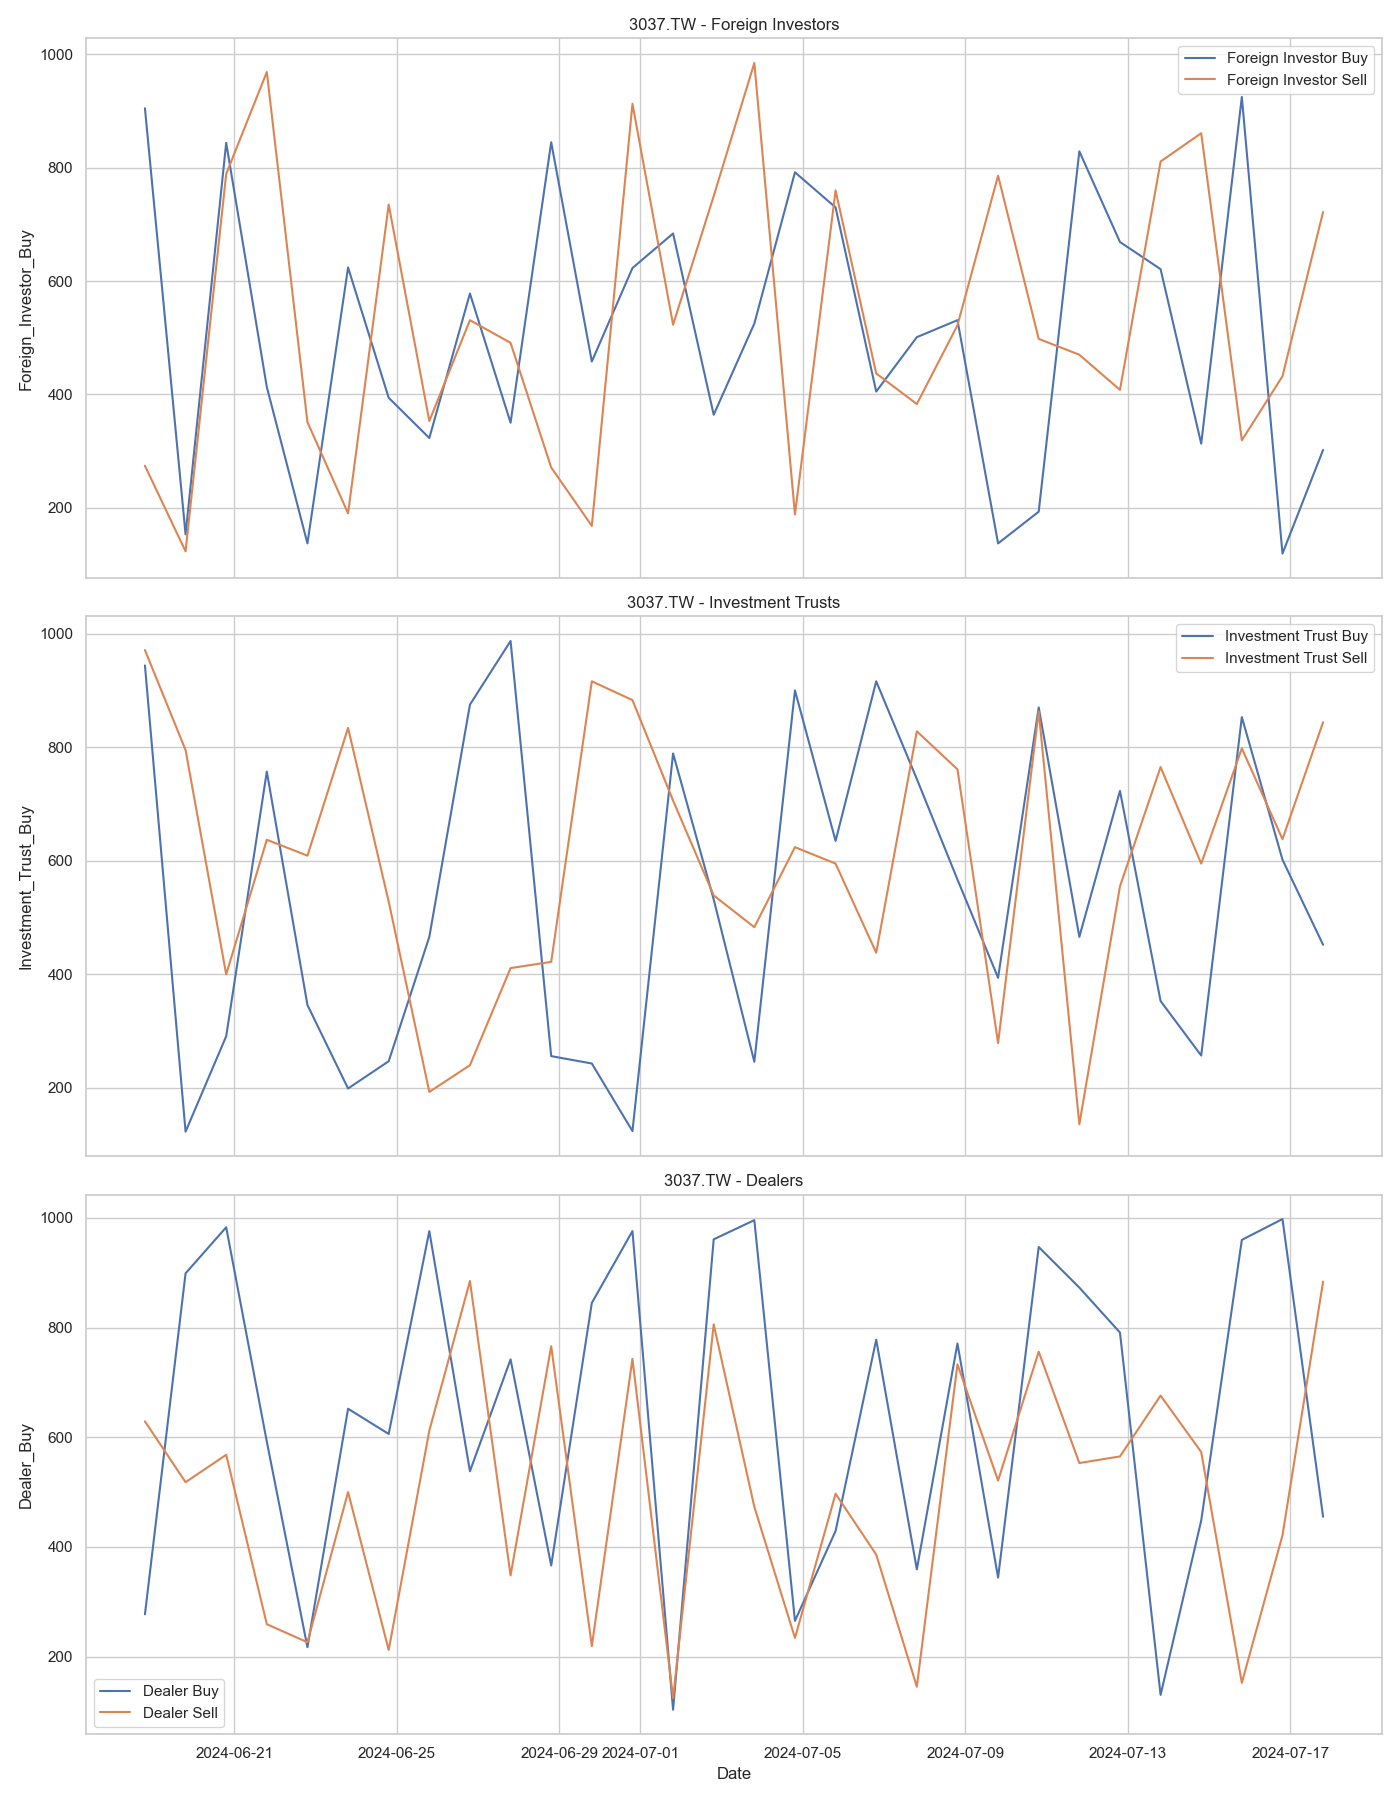 3037.TW - Foreign Investors
Foreign Investor Buy
Foreign Investor Sell
Foreign_Investor_Buy
1000
800
600
400
200
3037.TW - Investment Trusts
Investment Trust Buy
Investment Trust Sell
Investment_Trust_Buy
1000
800
600
400
200
3037.TW - Dealers
Dealer_Buy
1000
800
600
400
200
Dealer Buy
Dealer Sell
2024-06-21 2024-06-25 2024-06-29 2024-07-01 2024-07-05 2024-07-09 2024-07-13 2024-07-17
Date